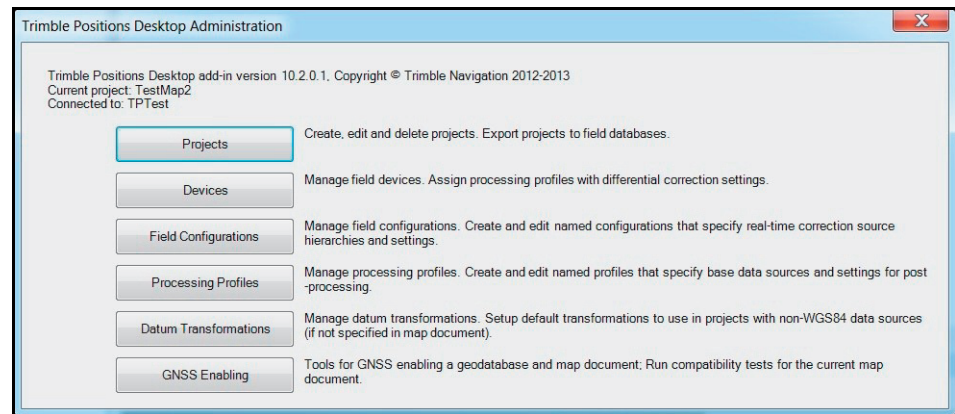 Trimble Positions Desktop Administration
X
Trimble Positions Desktop add-in version 10.2.0.1, Copyright © Trimble Navigation 2012-2013
Current project: TestMap2
Connected to: TPTest
Projects
Create, edit and delete projects. Export projects to field databases.
Devices
Manage field devices. Assign processing profiles with differential correction settings.
Field Configurations
Manage field configurations. Create and edit named configurations that specify real-time correction source
hierarchies and settings.
Processing Profiles
Manage processing profiles. Create and edit named profiles that specify base data sources and settings for post
-processing.
Datum Transformations
Manage datum transformations. Setup default transformations to use in projects with non-WGS84 data sources
(if not specified in map document).
GNSS Enabling
Tools for GNSS enabling a geodatabase and map document; Run compatibility tests for the current map
document.